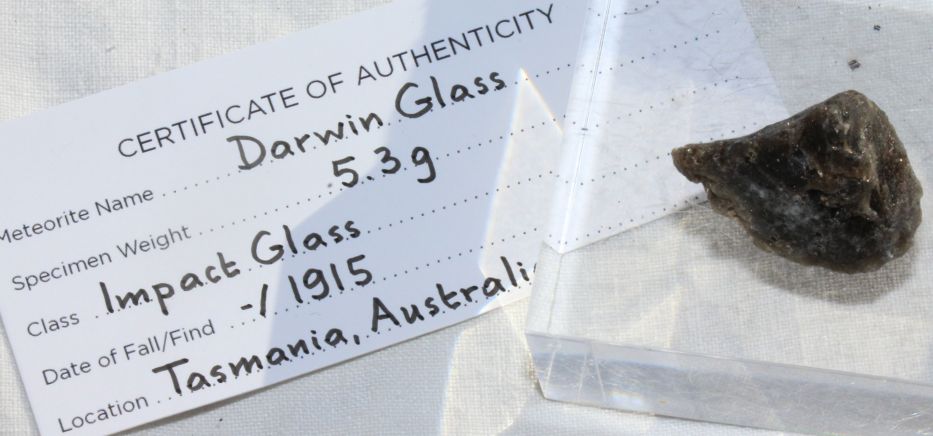 CERTIFICATE OF AUTHENTICITY
Meteorite Name Darwin Glass
Specimen Weight 5.3g
Class Impact Glass
Date of Fall/Find -/1915
Location Tasmania, Australia